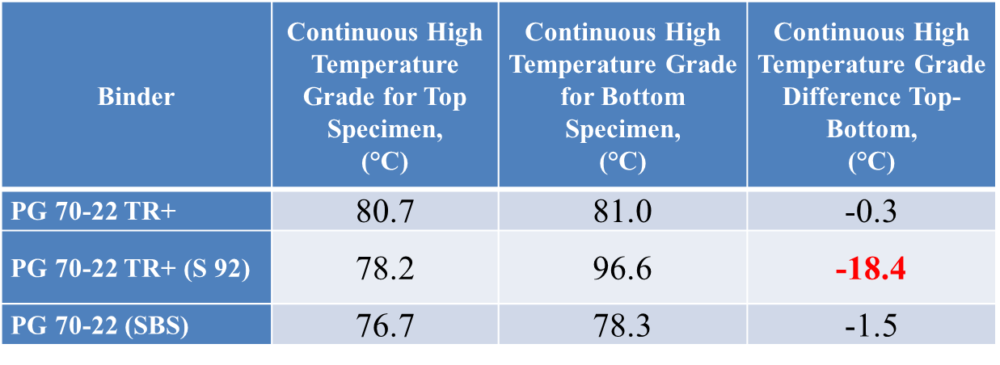 Binder
Continuous High
Temperature
Grade for Top
Specimen,
(°C)
Continuous High
Temperature Grade
for Bottom
Specimen,
(°C)
Continuous High
Temperature Grade
Difference Top-
Bottom,
(°C)
PG 70-22 TR+ 80.7 81.0 -0.3
PG 70-22 TR+ (S 92) 78.2 96.6 -18.4
PG 70-22 (SBS) 76.7 78.3 -1.5